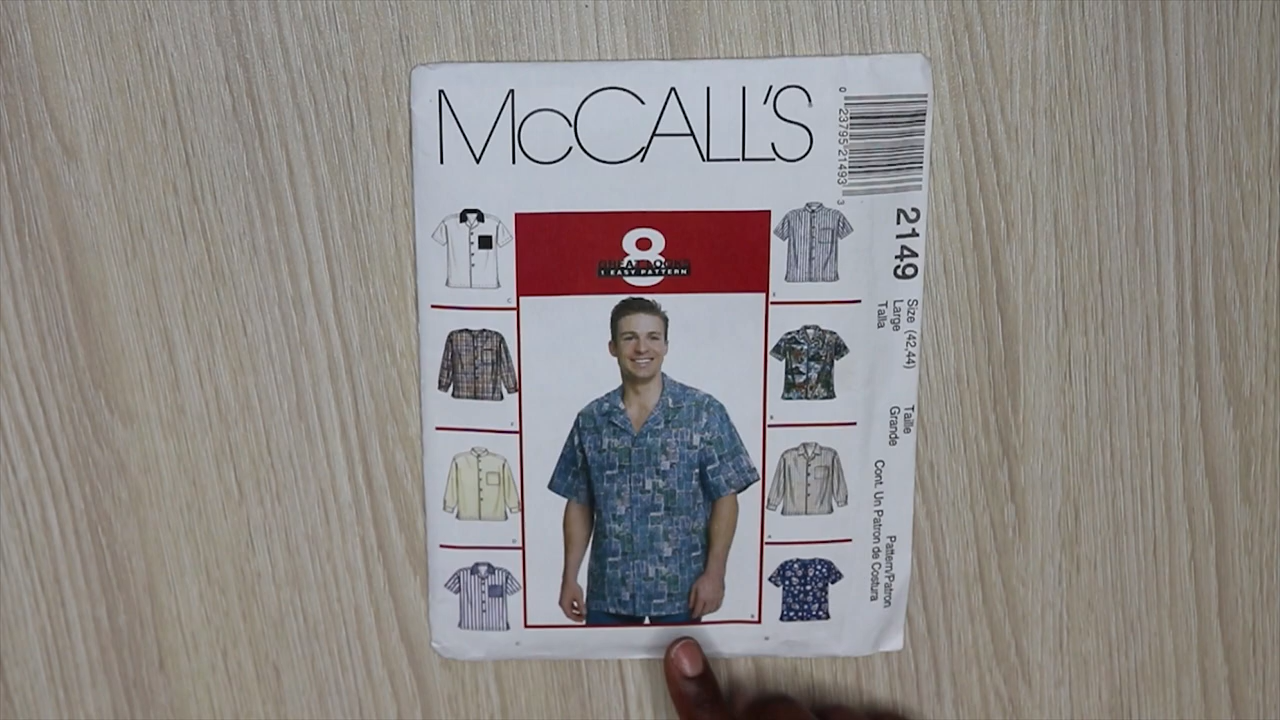 McCALL'S
0 23795 21493 3
2149
Size (42,44)
Large
Talla
Taille
Grande
Pattern/Patron
Cont. Un Patron de Costura
8
GREAT LOOKS
1 EASY PATTERN
C
E
F
B
D
A